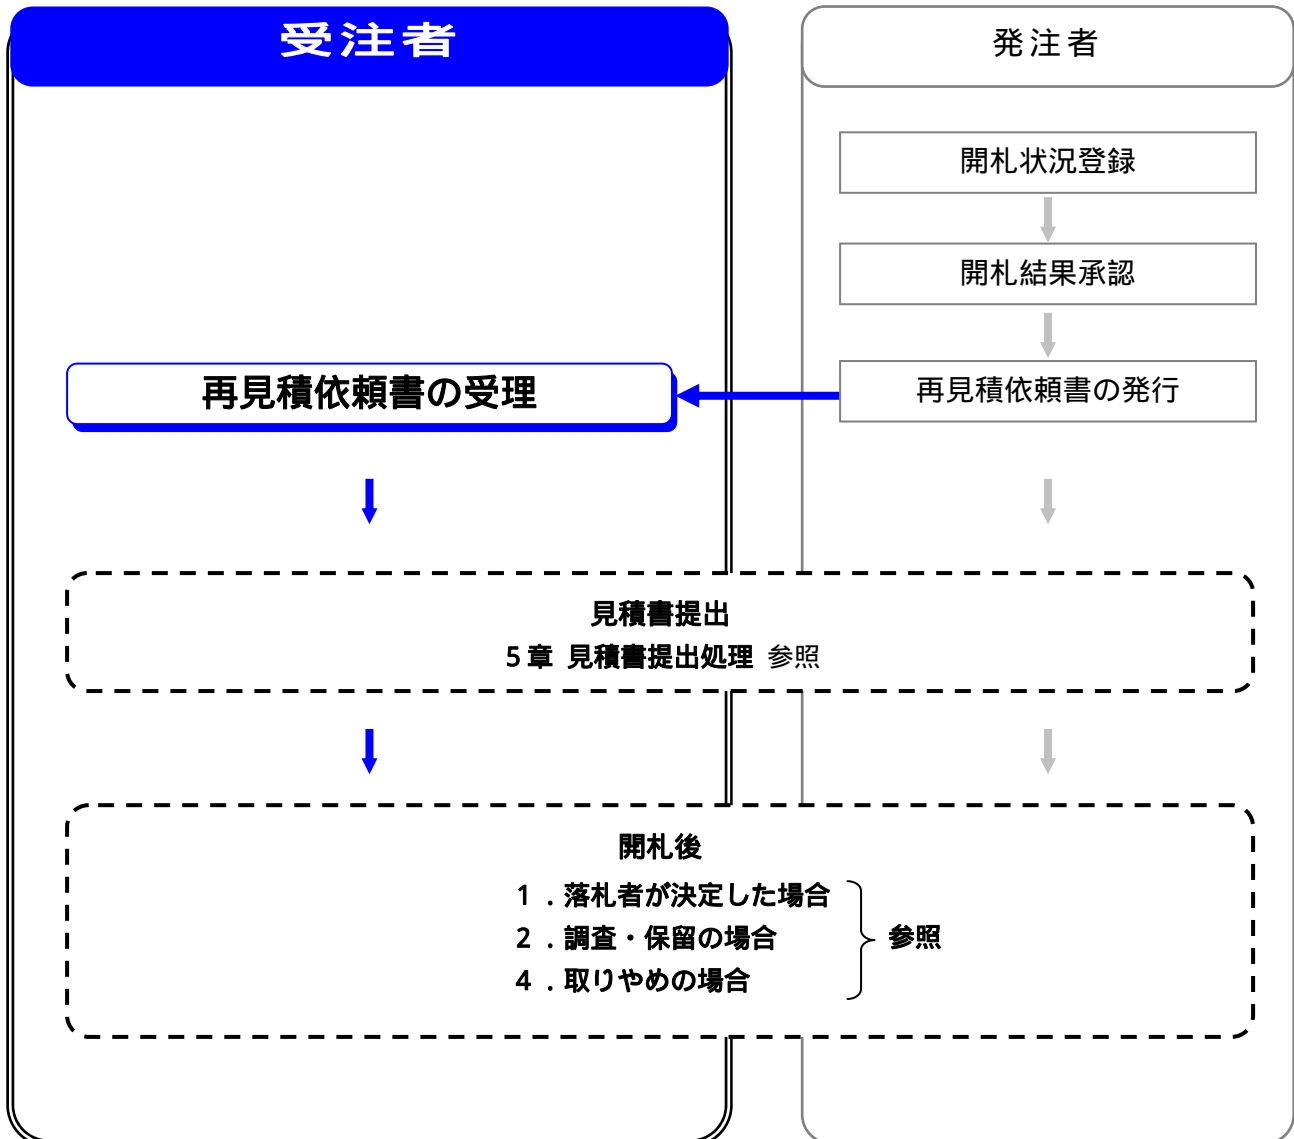 受注者
発注者
開札状況登録
開札結果承認
再見積依頼書の受理
再見積依頼書の発行
見積書提出
5章 見積書提出処理 参照
開札後
1．落札者が決定した場合
2．調査・保留の場合
参照
4．取りやめの場合